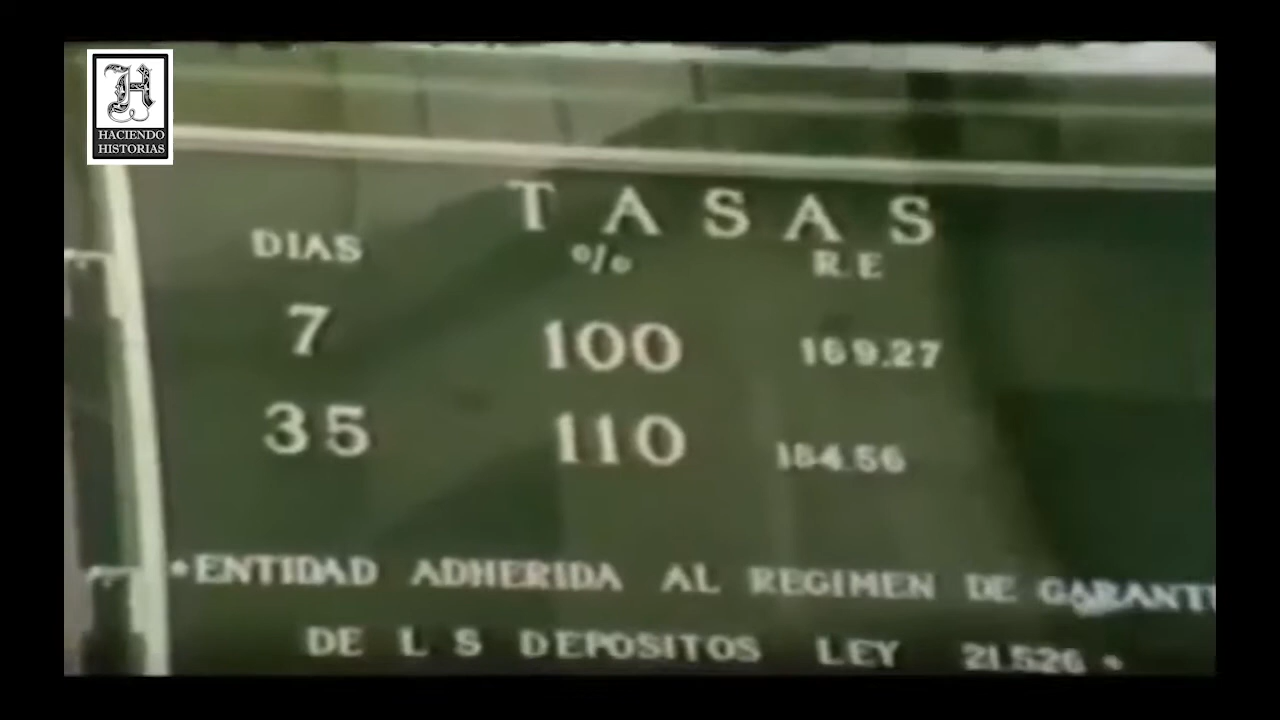 HACIENDO
HISTORIAS
TASAS
DIAS % R.E
7 100 169.27
35 110 184.56
*ENTIDAD ADHERIDA AL REGIMEN DE GARANTI
DE L S DEPOSITOS LEY 21.526 *